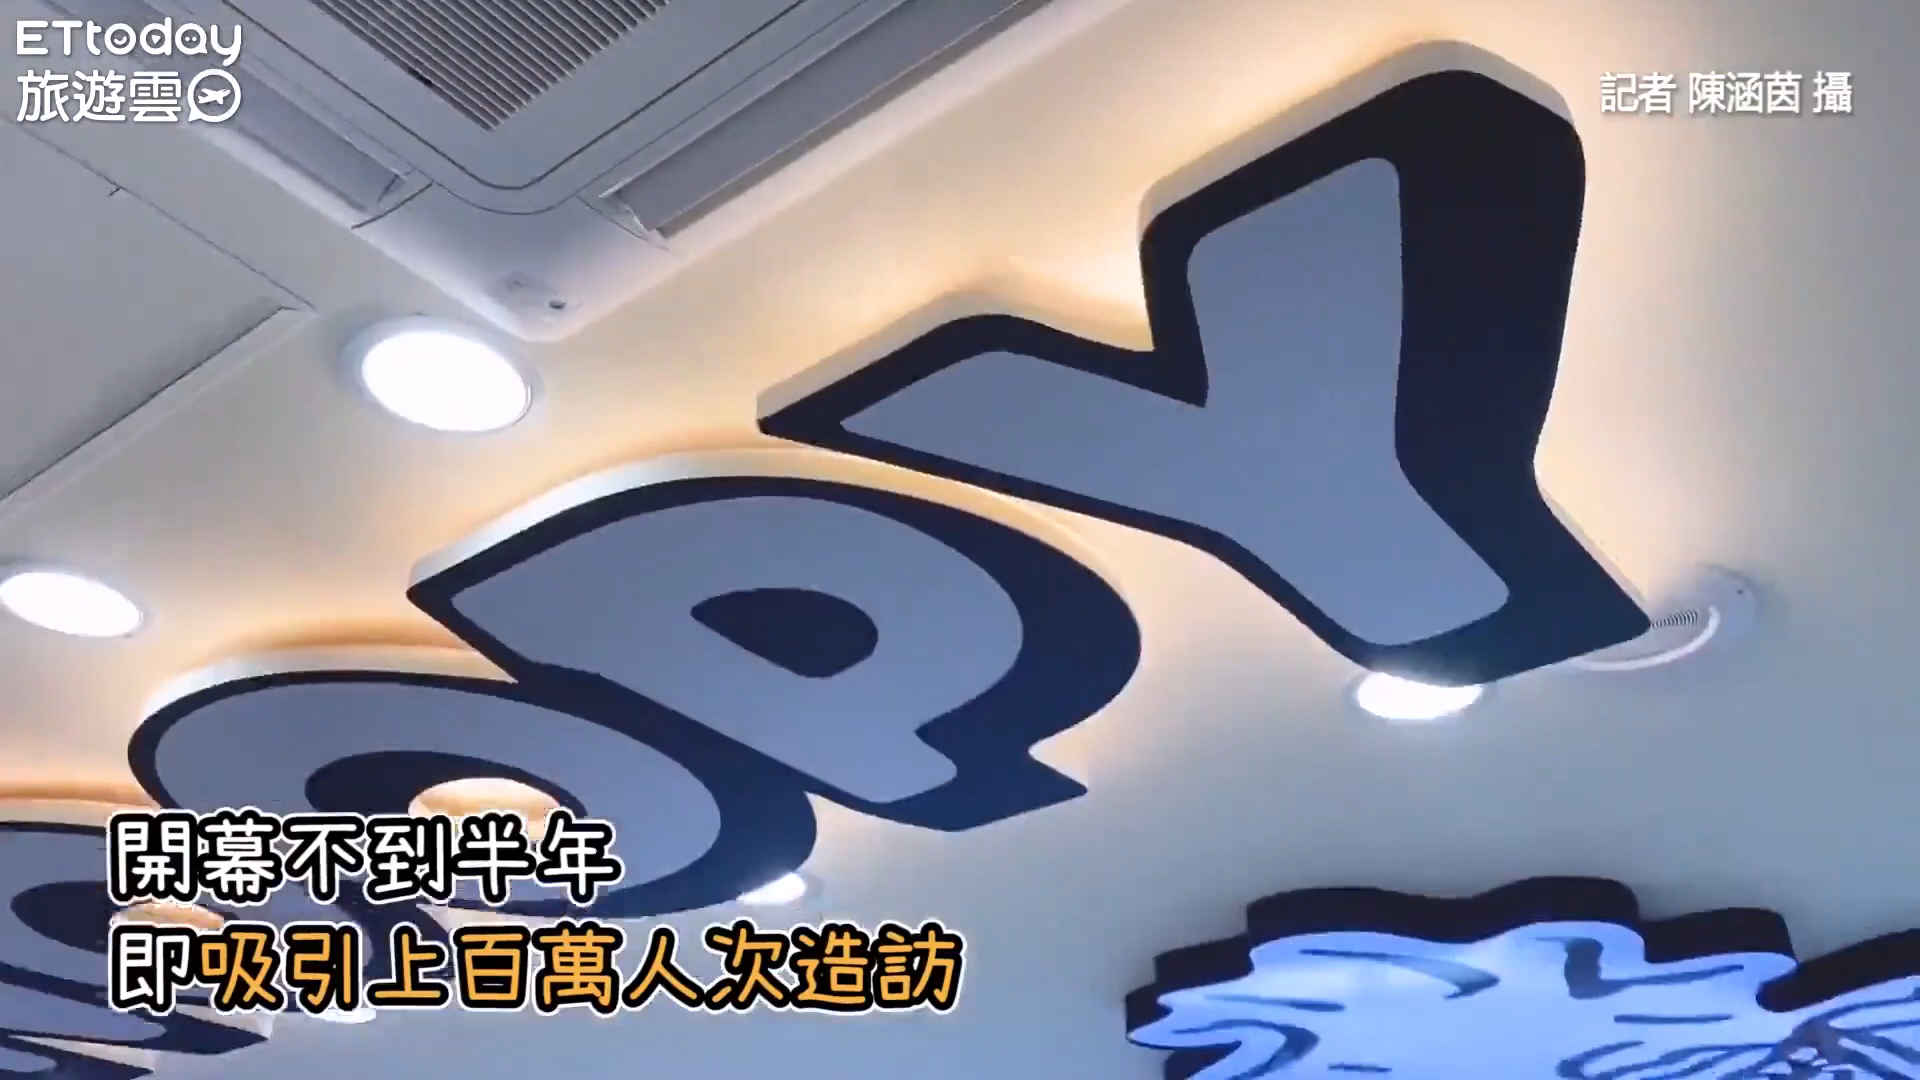 ETtoday
旅遊雲
記者 陳涵茵 攝
OPY
開幕不到半年
即吸引上百萬人次造訪